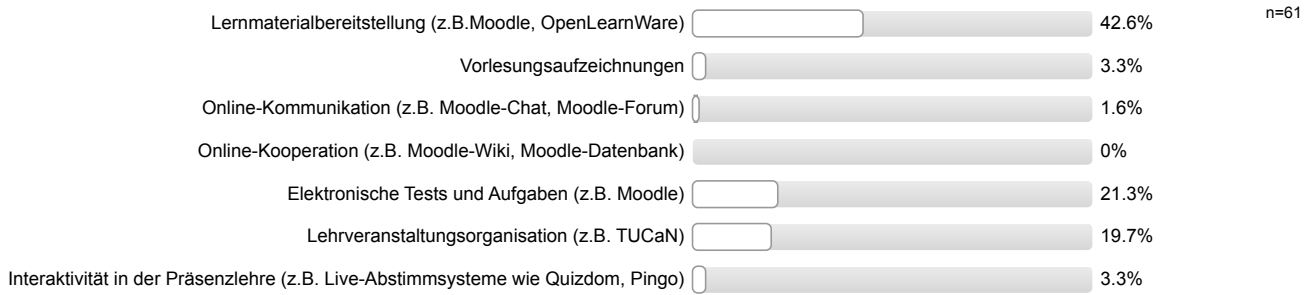 Lernmaterialbereitstellung (z.B.Moodle, OpenLearnWare) 42.6% n=61
Vorlesungsaufzeichnungen 3.3%
Online-Kommunikation (z.B. Moodle-Chat, Moodle-Forum) 1.6%
Online-Kooperation (z.B. Moodle-Wiki, Moodle-Datenbank) 0%
Elektronische Tests und Aufgaben (z.B. Moodle) 21.3%
Lehrveranstaltungsorganisation (z.B. TUCaN) 19.7%
Interaktivität in der Präsenzlehre (z.B. Live-Abstimmsysteme wie Quizdom, Pingo) 3.3%